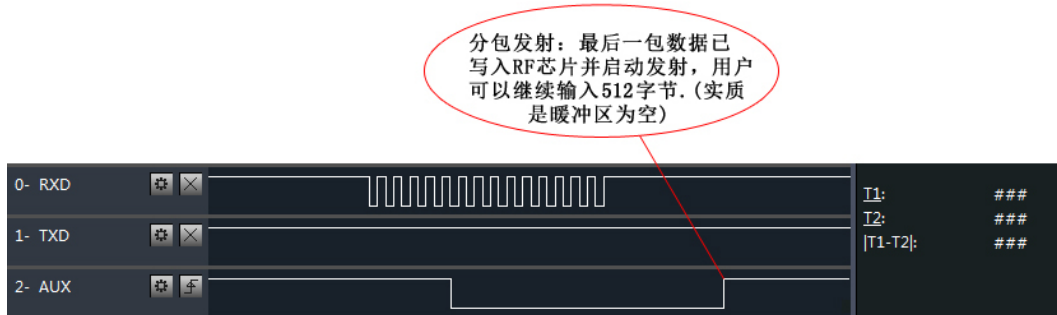 分包发射：最后一包数据已
写入RF芯片并启动发射，用户
可以继续输入512字节.(实质
是暖冲区为空)
0- RXD
1- TXD
2- AUX
T1: ###
T2: ###
|T1-T2|: ###